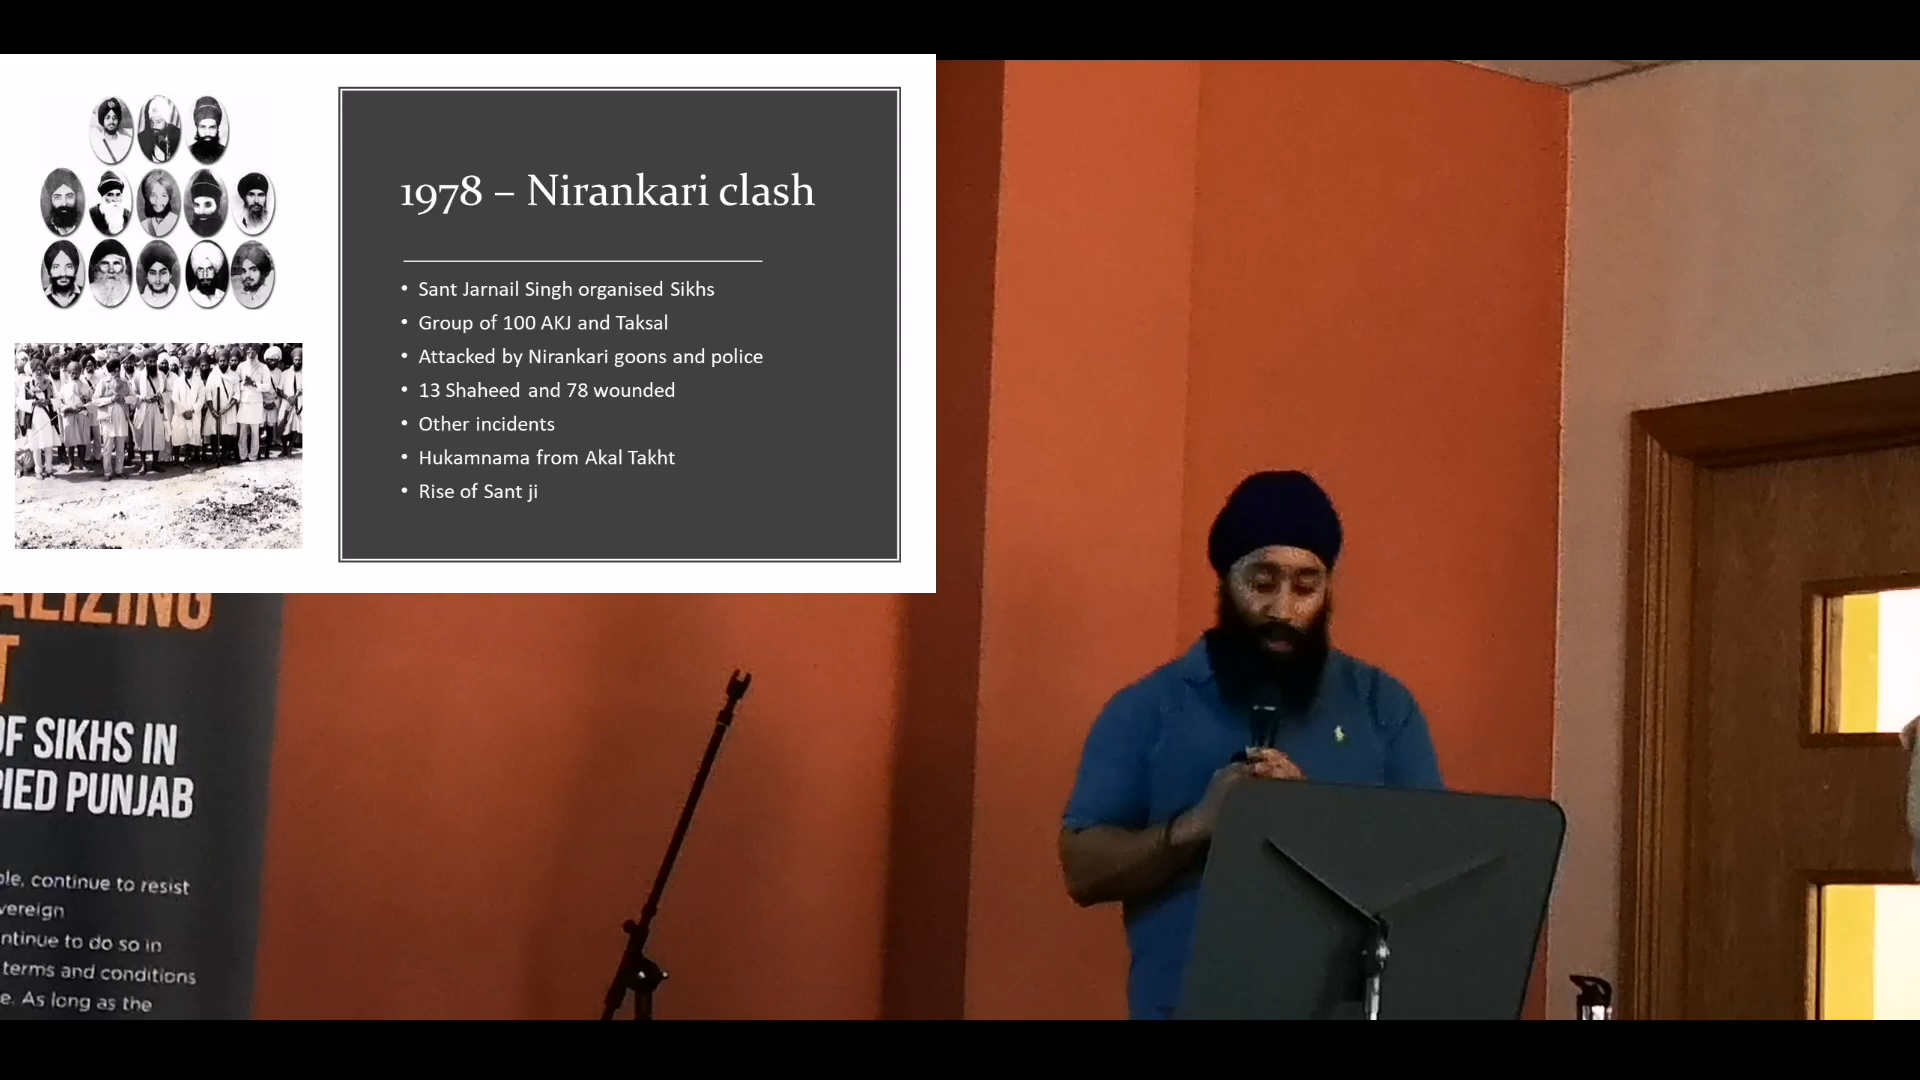 1978 – Nirankari clash
• Sant Jarnail Singh organised Sikhs
• Group of 100 AKJ and Taksal
• Attacked by Nirankari goons and police
• 13 Shaheed and 78 wounded
• Other incidents
• Hukamnama from Akal Takht
• Rise of Sant ji
ALIZING
T
OF SIKHS IN
PIED PUNJAB
ple, continue to resist
vereign
ntinue to do so in
terms and conditions
e. As long as the